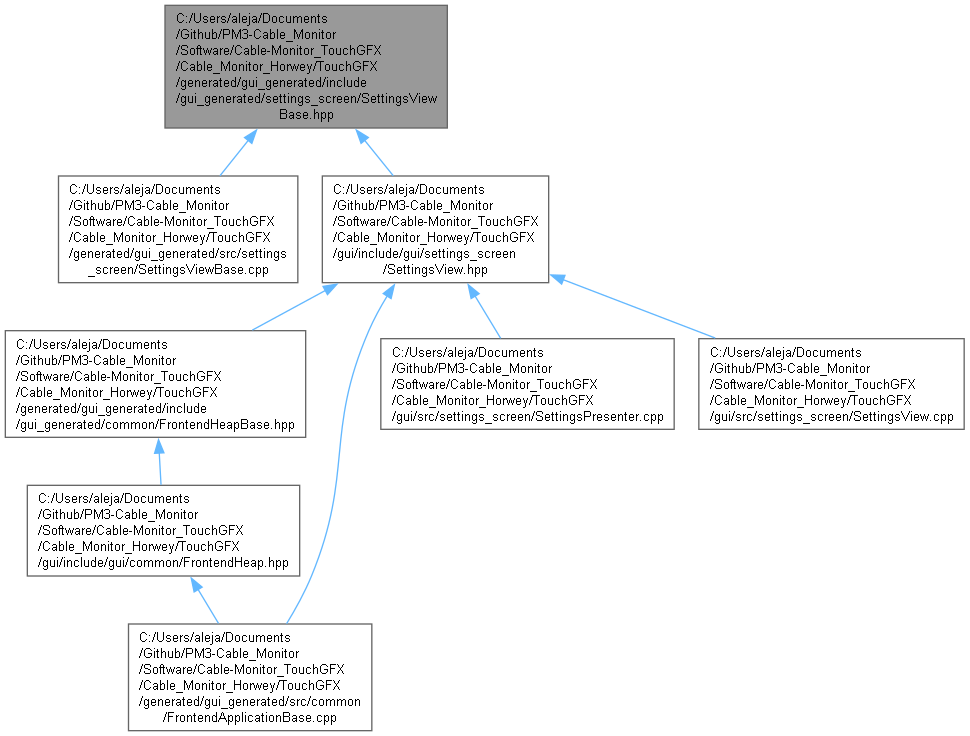 C:/Users/aleja/Documents
/Github/PM3-Cable_Monitor
/Software/Cable-Monitor_TouchGFX
/Cable_Monitor_Horwey/TouchGFX
/generated/gui_generated/include
/gui_generated/settings_screen/SettingsView
Base.hpp
C:/Users/aleja/Documents
/Github/PM3-Cable_Monitor
/Software/Cable-Monitor_TouchGFX
/Cable_Monitor_Horwey/TouchGFX
/generated/gui_generated/src/settings
_screen/SettingsViewBase.cpp
C:/Users/aleja/Documents
/Github/PM3-Cable_Monitor
/Software/Cable-Monitor_TouchGFX
/Cable_Monitor_Horwey/TouchGFX
/gui/include/gui/settings_screen
/SettingsView.hpp
C:/Users/aleja/Documents
/Github/PM3-Cable_Monitor
/Software/Cable-Monitor_TouchGFX
/Cable_Monitor_Horwey/TouchGFX
/generated/gui_generated/include
/gui_generated/common/FrontendHeapBase.hpp
C:/Users/aleja/Documents
/Github/PM3-Cable_Monitor
/Software/Cable-Monitor_TouchGFX
/Cable_Monitor_Horwey/TouchGFX
/gui/src/settings_screen/SettingsPresenter.cpp
C:/Users/aleja/Documents
/Github/PM3-Cable_Monitor
/Software/Cable-Monitor_TouchGFX
/Cable_Monitor_Horwey/TouchGFX
/gui/src/settings_screen/SettingsView.cpp
C:/Users/aleja/Documents
/Github/PM3-Cable_Monitor
/Software/Cable-Monitor_TouchGFX
/Cable_Monitor_Horwey/TouchGFX
/gui/include/gui/common/FrontendHeap.hpp
C:/Users/aleja/Documents
/Github/PM3-Cable_Monitor
/Software/Cable-Monitor_TouchGFX
/Cable_Monitor_Horwey/TouchGFX
/generated/gui_generated/src/common
/FrontendApplicationBase.cpp